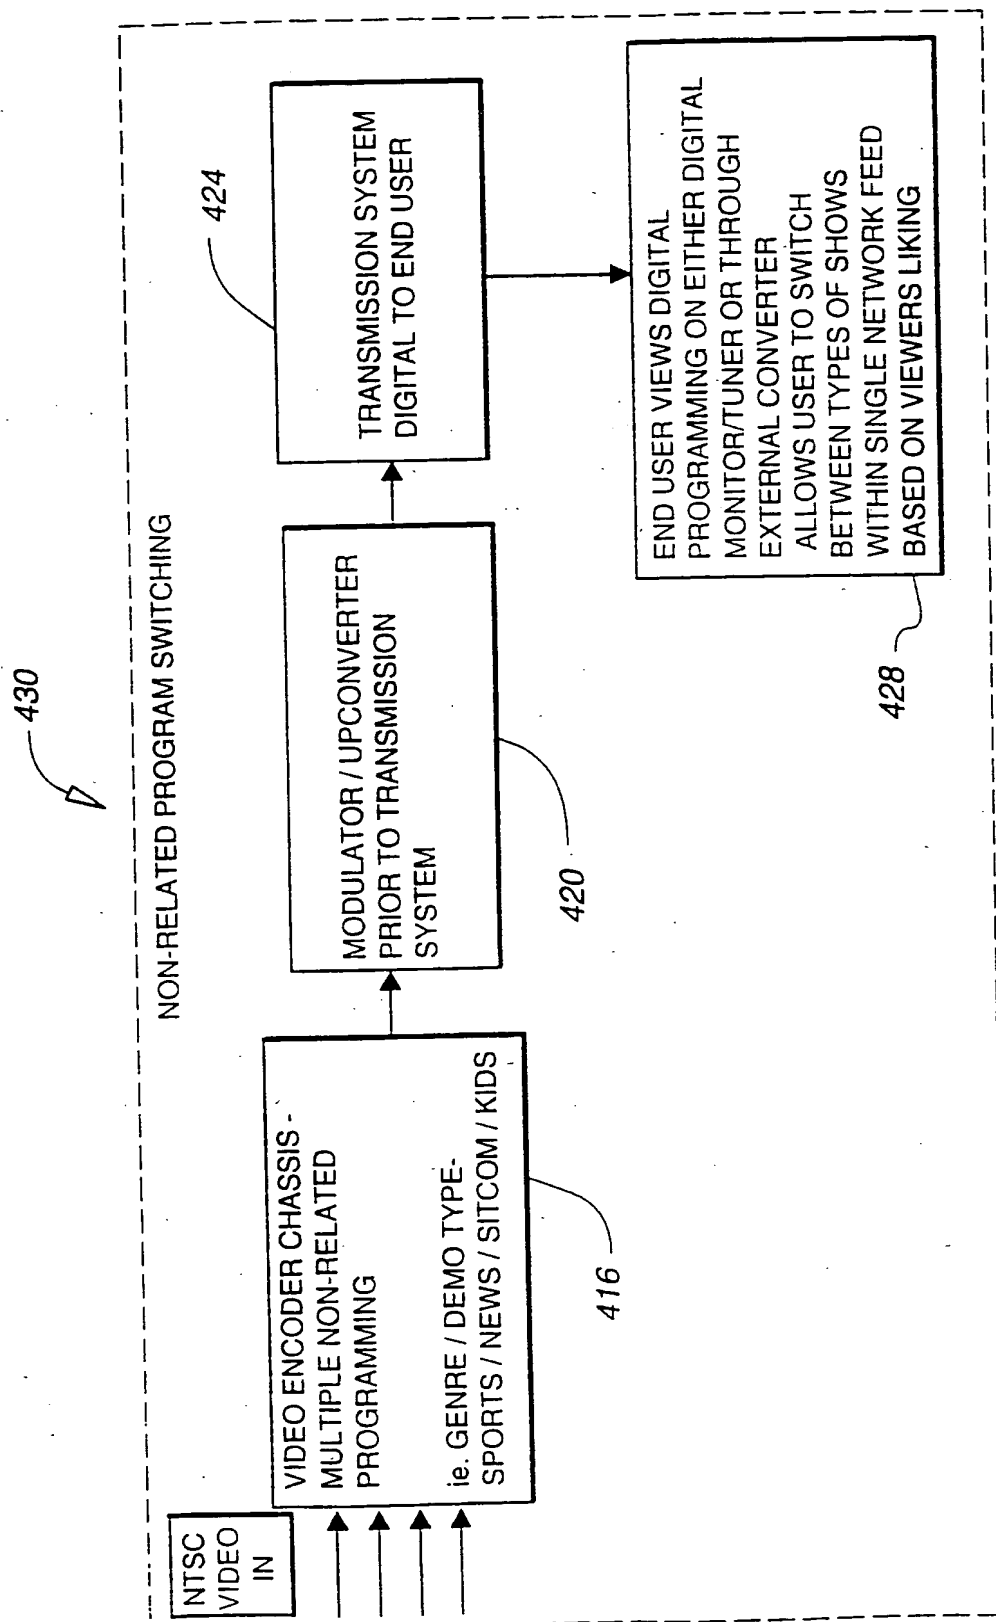 430
NON-RELATED PROGRAM SWITCHING
NTSC
VIDEO
IN
VIDEO ENCODER CHASSIS -
MULTIPLE NON-RELATED
PROGRAMMING
ie. GENRE / DEMO TYPE-
SPORTS / NEWS / SITCOM / KIDS
416
MODULATOR / UPCONVERTER
PRIOR TO TRANSMISSION
SYSTEM
420
TRANSMISSION SYSTEM
DIGITAL TO END USER
424
END USER VIEWS DIGITAL
PROGRAMMING ON EITHER DIGITAL
MONITOR/TUNER OR THROUGH
EXTERNAL CONVERTER
ALLOWS USER TO SWITCH
BETWEEN TYPES OF SHOWS
WITHIN SINGLE NETWORK FEED
BASED ON VIEWERS LIKING
428